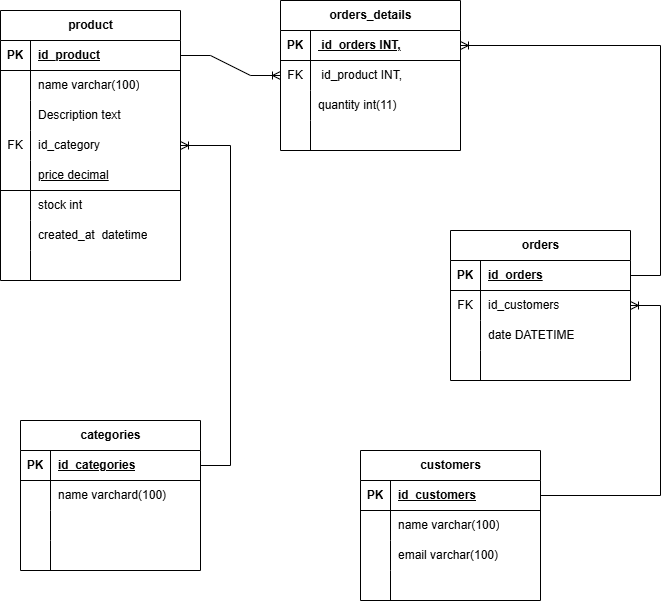 product
PK id_product
name varchar(100)
Description text
FK id_category
price decimal
stock int
created_at datetime
orders_details
PK id_orders INT,
FK id_product INT,
quantity int(11)
orders
PK id_orders
FK id_customers
date DATETIME
categories
PK id_categories
name varchard(100)
customers
PK id_customers
name varchar(100)
email varchar(100)